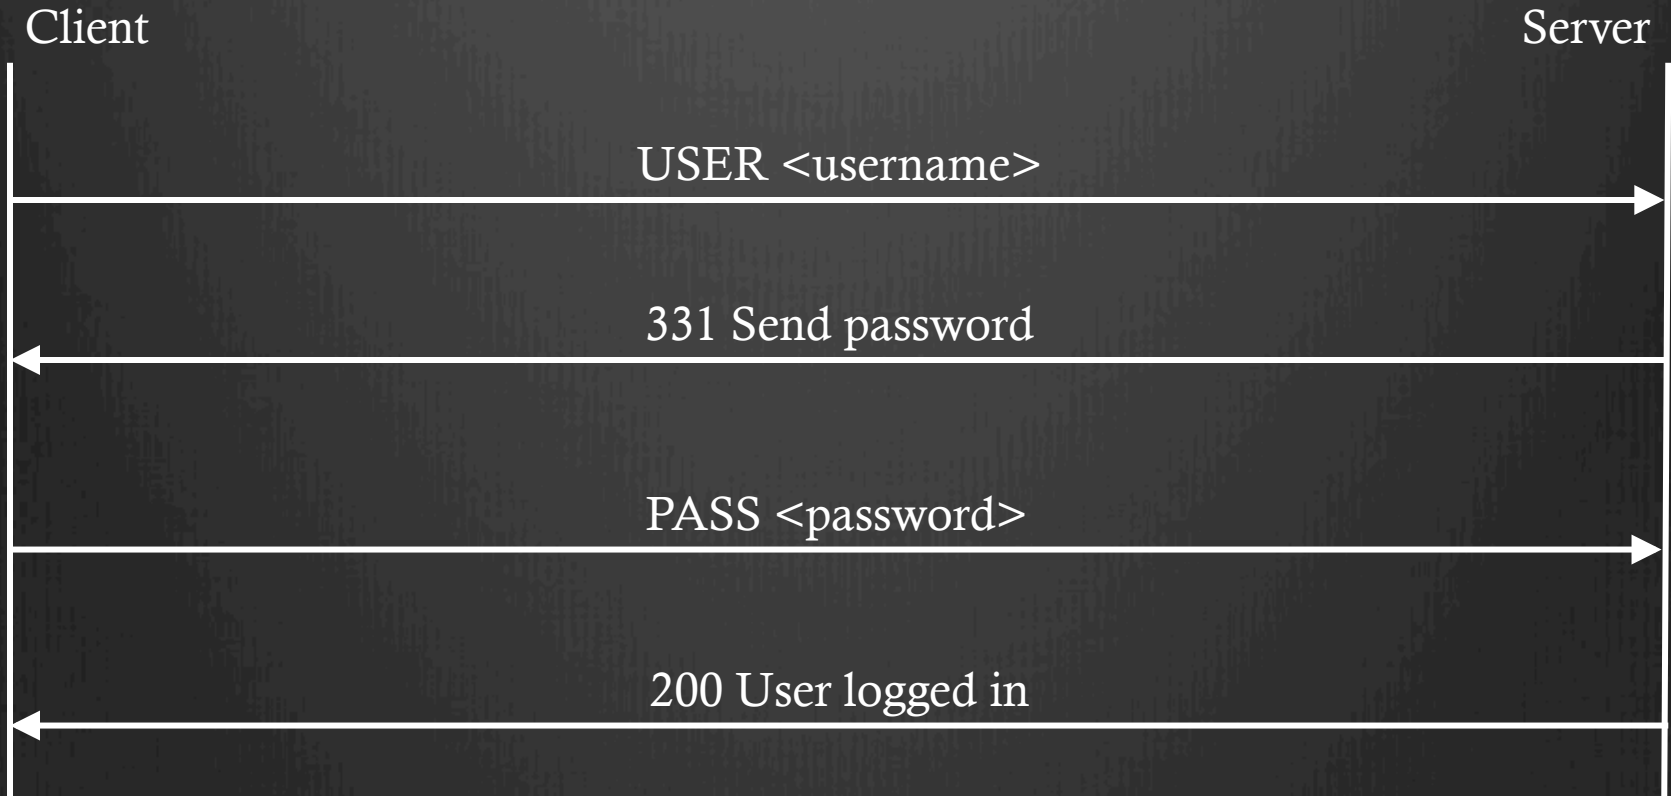 Client
Server
USER <username>
331 Send password
PASS <password>
200 User logged in